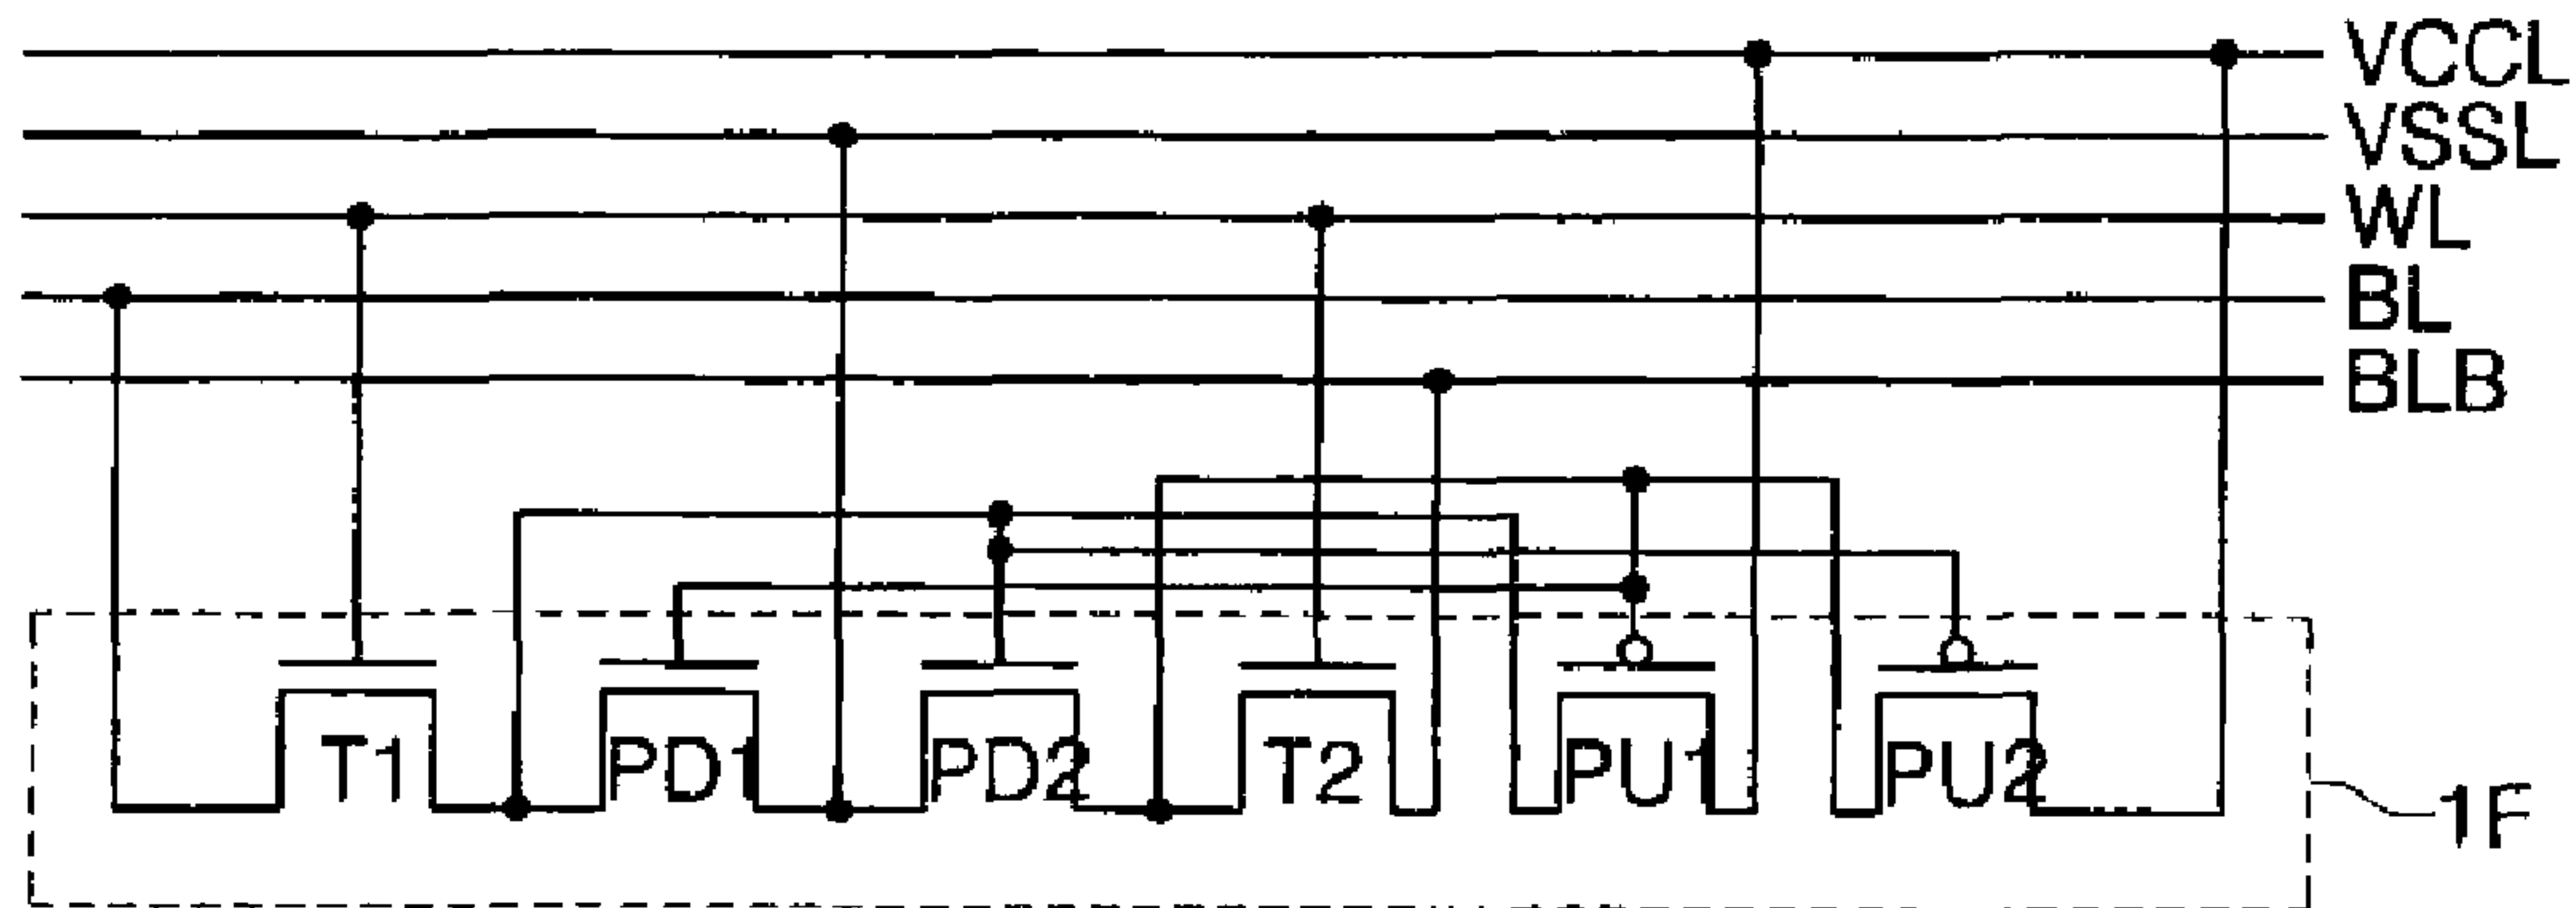 VCCL
VSSL
WL
BL
BLB
T1 PD1 PD2 T2 PU1 PU2
1F